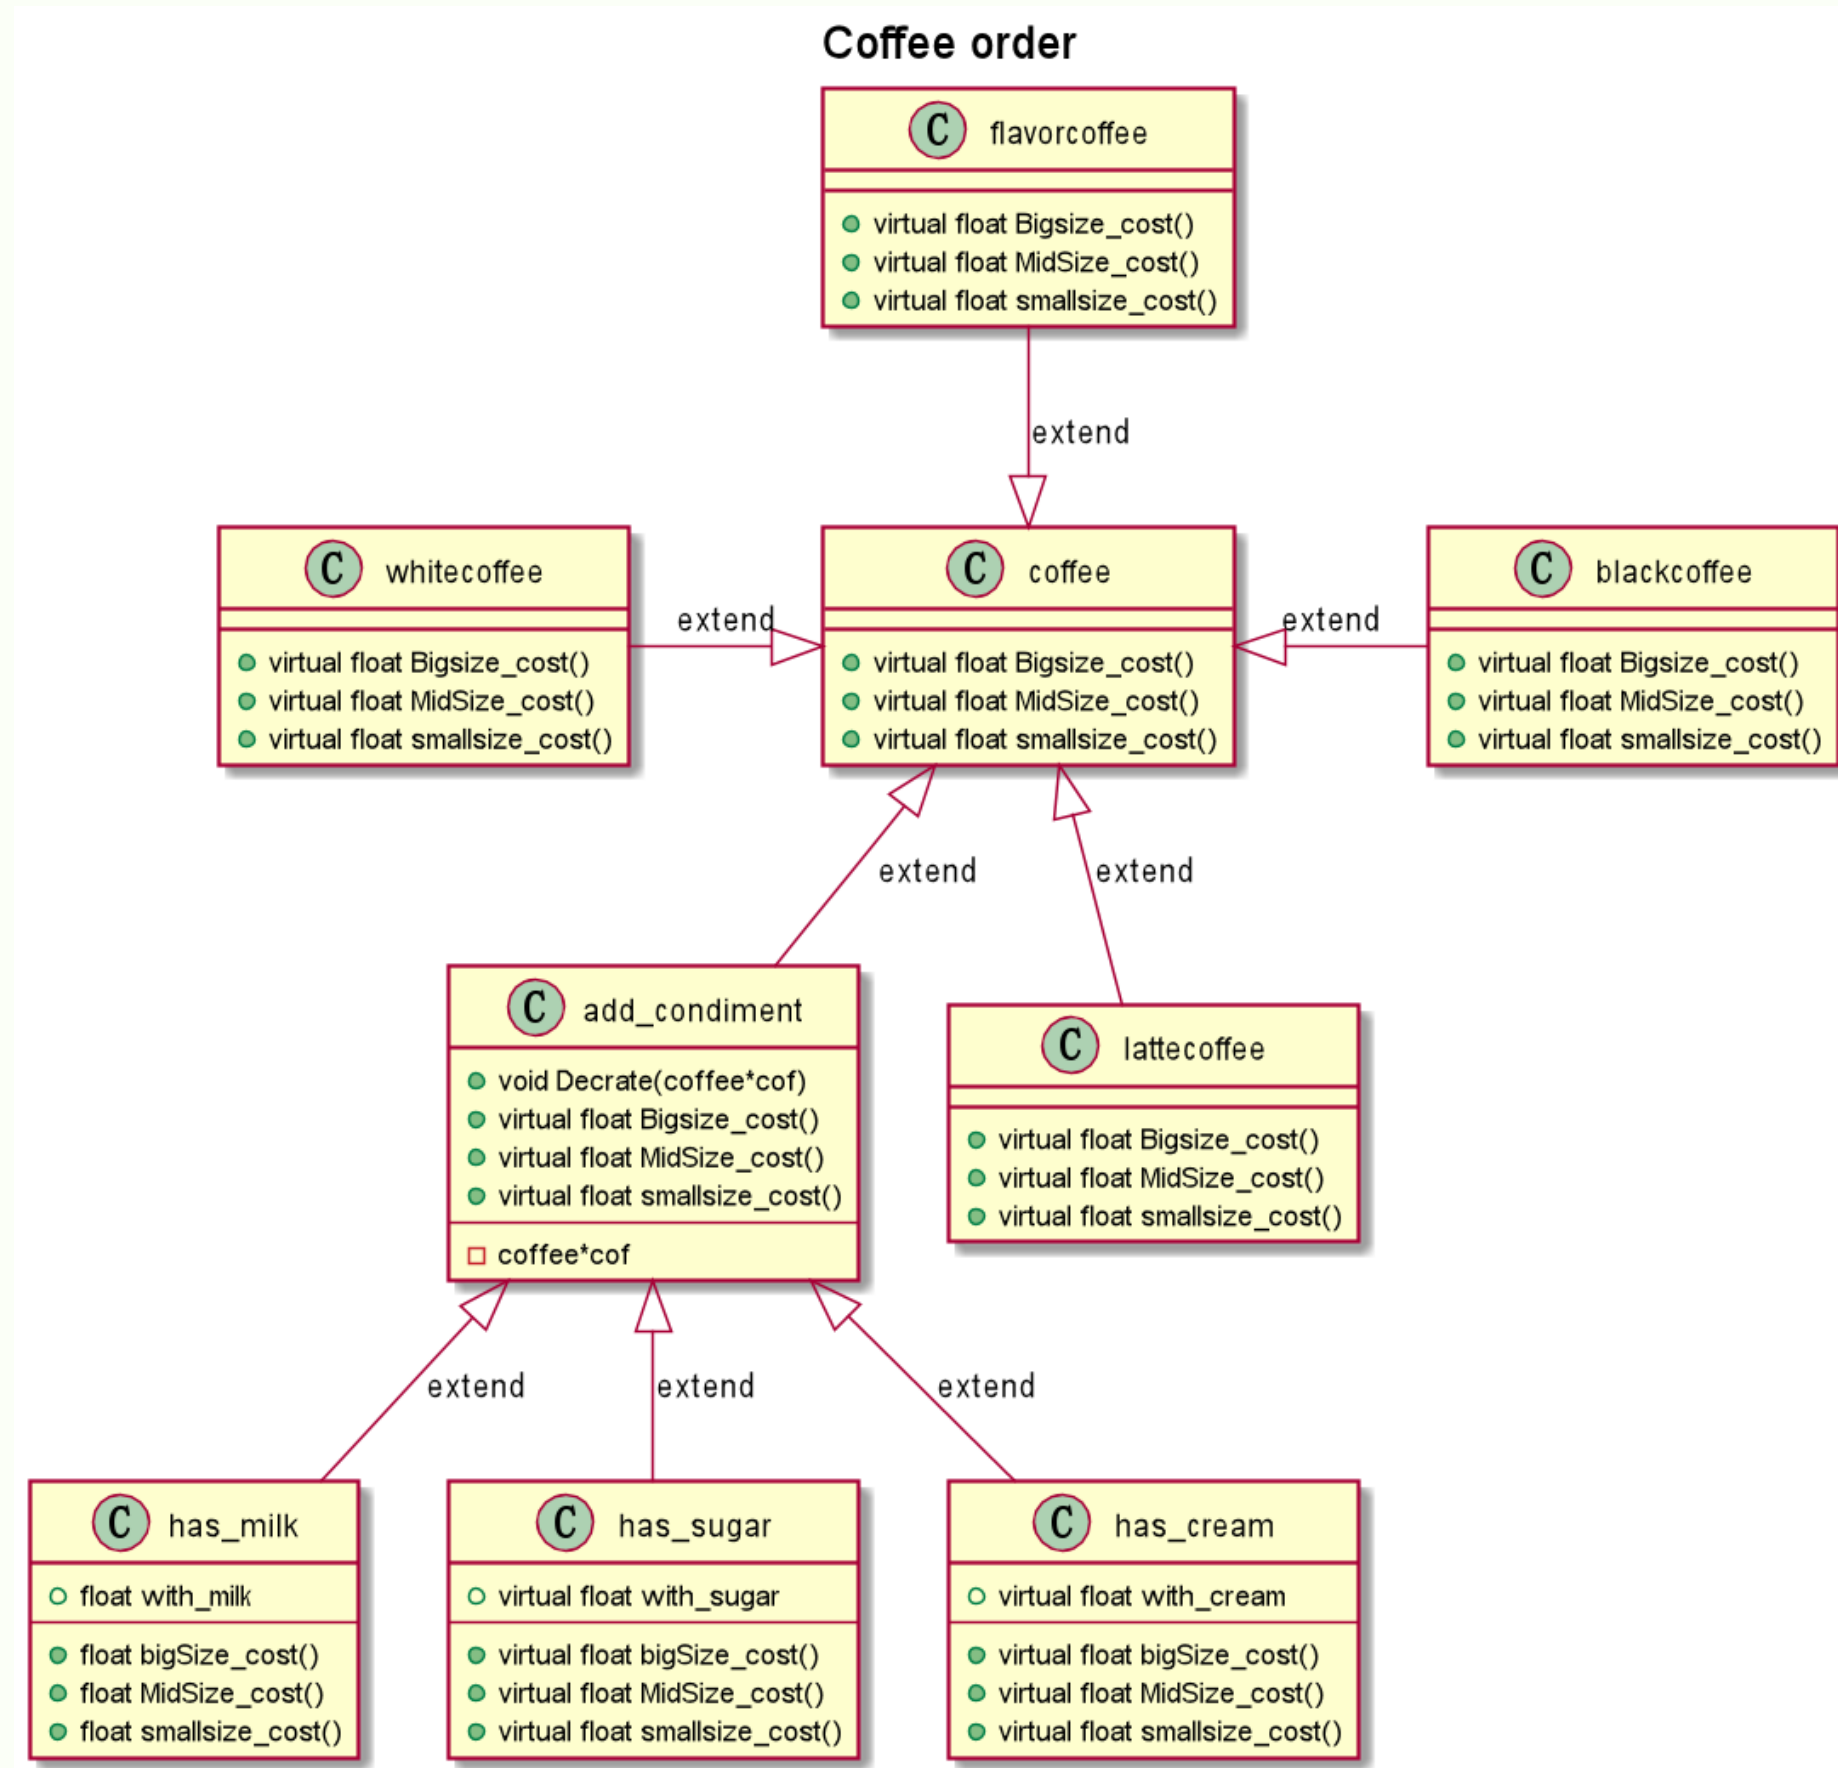 Coffee order
C flavorcoffee
virtual float Bigsize_cost()
virtual float MidSize_cost()
virtual float smallsize_cost()
extend
C whitecoffee
virtual float Bigsize_cost()
virtual float MidSize_cost()
virtual float smallsize_cost()
extend
C coffee
virtual float Bigsize_cost()
virtual float MidSize_cost()
virtual float smallsize_cost()
extend
C blackcoffee
virtual float Bigsize_cost()
virtual float MidSize_cost()
virtual float smallsize_cost()
extend
extend
C add_condiment
void Decrate(coffee*cof)
virtual float Bigsize_cost()
virtual float MidSize_cost()
virtual float smallsize_cost()
coffee*cof
C lattecoffee
virtual float Bigsize_cost()
virtual float MidSize_cost()
virtual float smallsize_cost()
extend
extend
extend
C has_milk
float with_milk
float bigSize_cost()
float MidSize_cost()
float smallsize_cost()
C has_sugar
virtual float with_sugar
virtual float bigSize_cost()
virtual float MidSize_cost()
virtual float smallsize_cost()
C has_cream
virtual float with_cream
virtual float bigSize_cost()
virtual float MidSize_cost()
virtual float smallsize_cost()